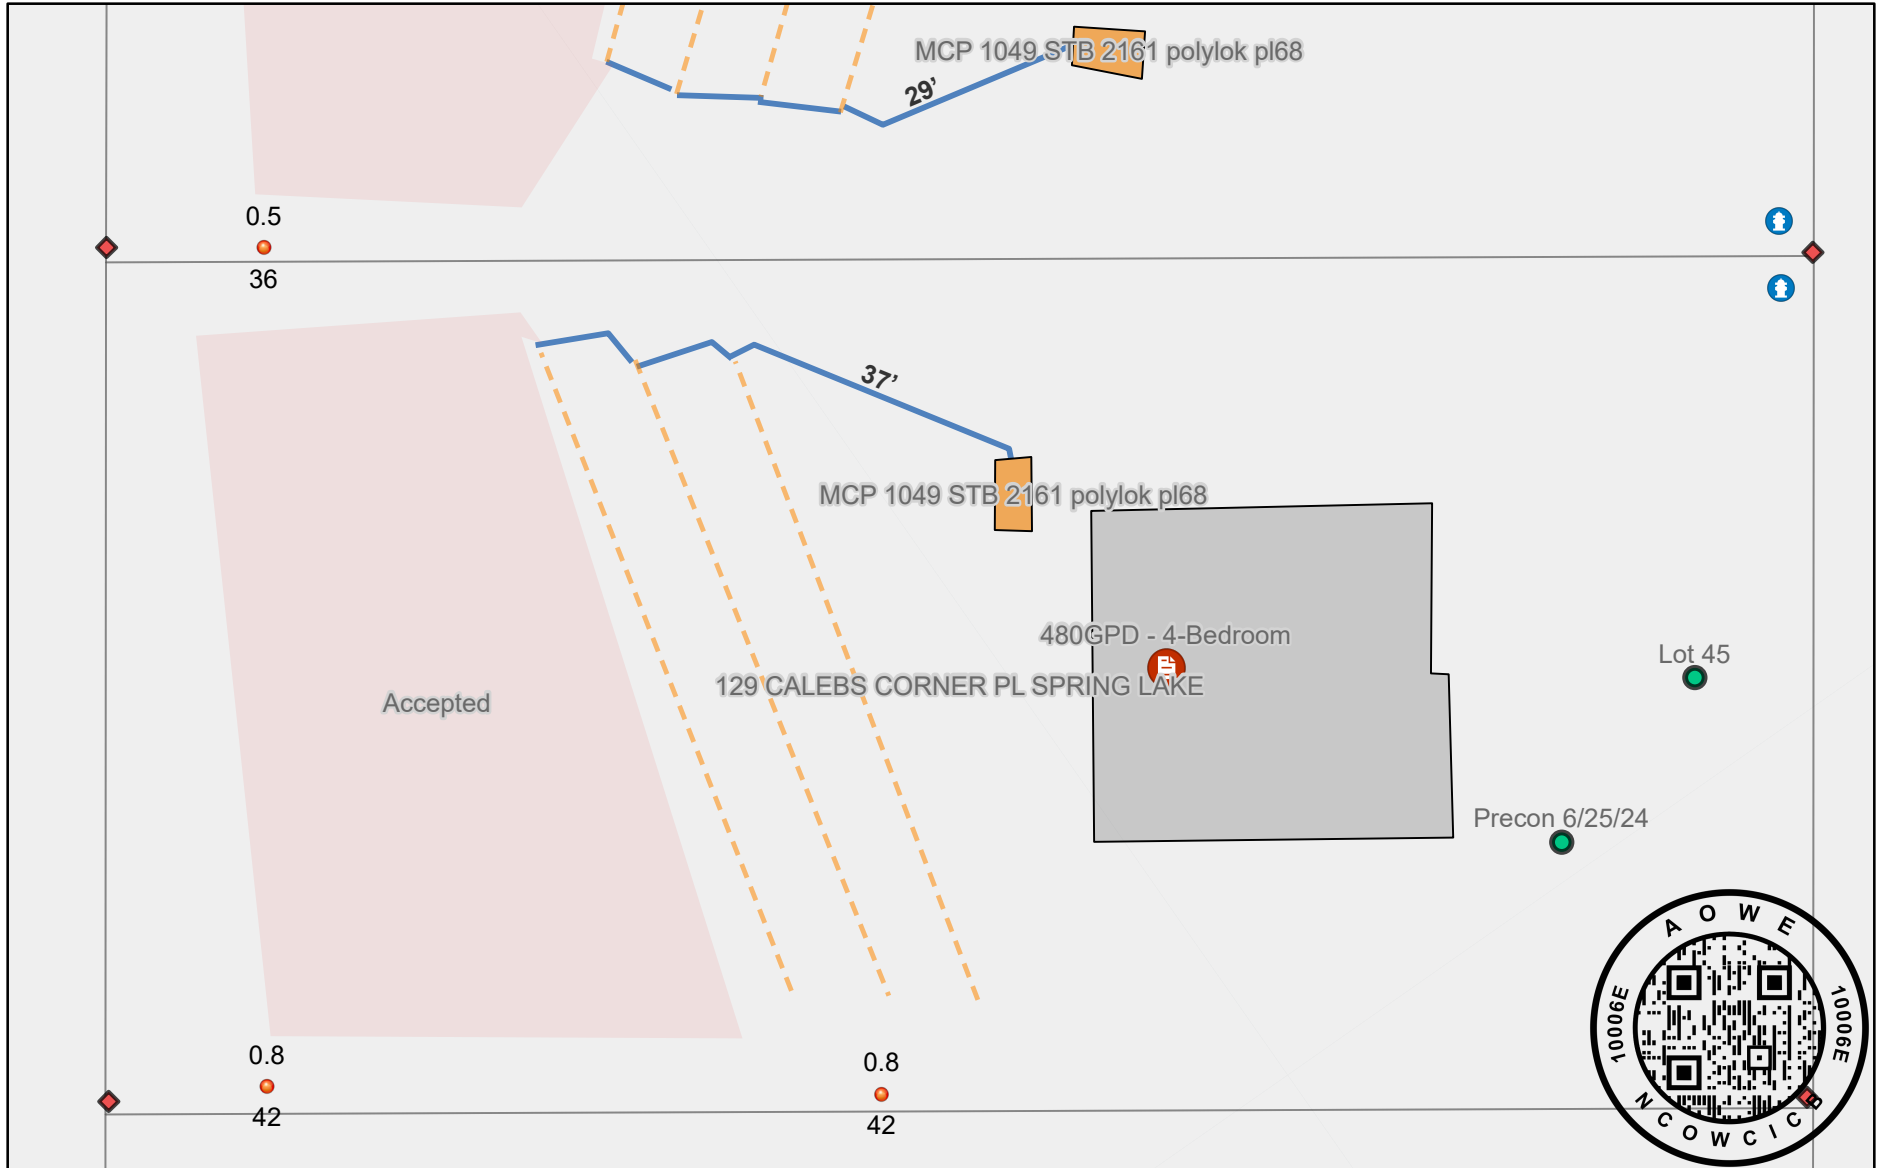 MCP 1049 STB 2161 polylok pl68
29’
0.5
36
37’
MCP 1049 STB 2161 polylok pl68
480GPD - 4-Bedroom
Lot 45
129 CALEBS CORNER PL SPRING LAKE
Accepted
Precon 6/25/24
AOWE
10006E
10006E
NCOWCICB
0.8
42
0.8
42